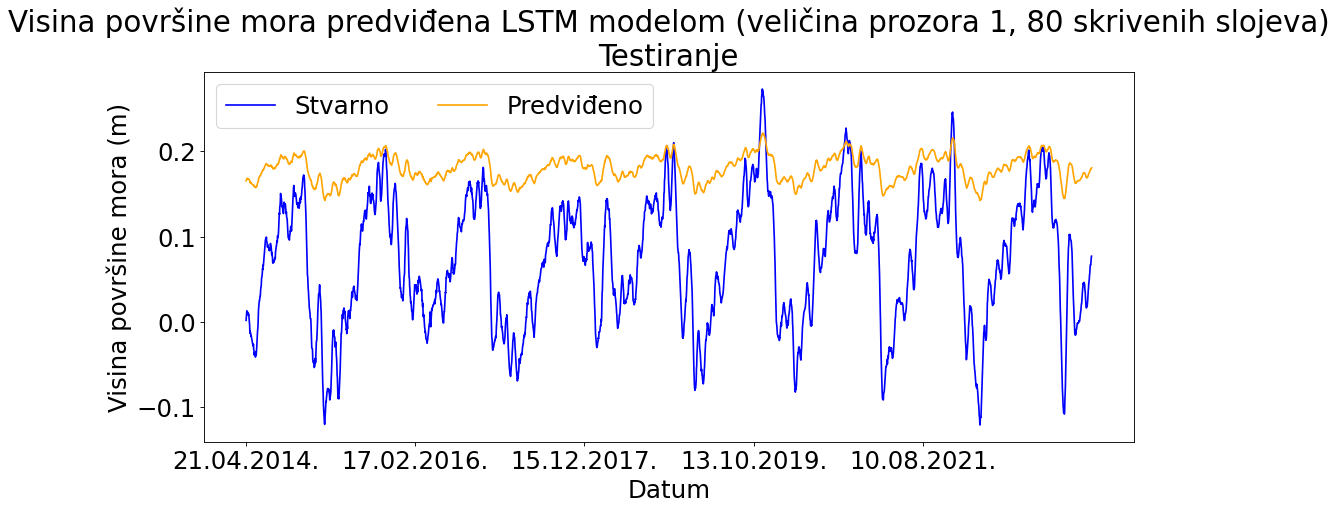 Visina površine mora predviđena LSTM modelom (veličina prozora 1, 80 skrivenih slojeva)
Testiranje
Stvarno Predviđeno
Visina površine mora (m)
0.2
0.1
0.0
−0.1
21.04.2014. 17.02.2016. 15.12.2017. 13.10.2019. 10.08.2021.
Datum